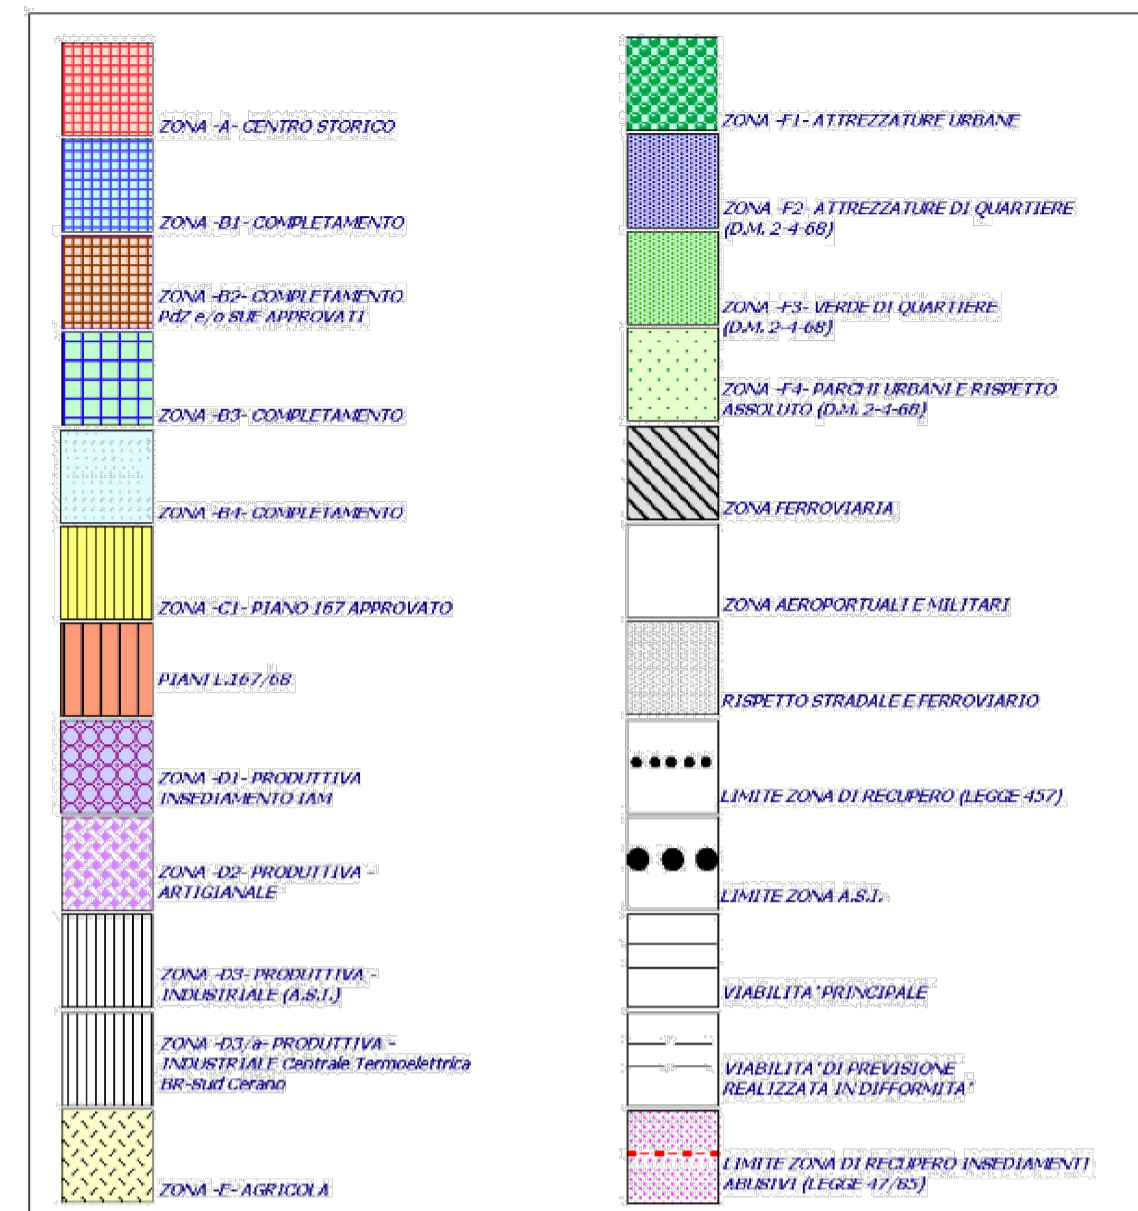 ZONA -A- CENTRO STORICO
ZONA -B1- COMPLETAMENTO
ZONA -B2- COMPLETAMENTO
PdZ e/o SUE APPROVATI
ZONA -B3- COMPLETAMENTO
ZONA -B4- COMPLETAMENTO
ZONA -C1- PIANO 167 APPROVATO
PIANI L.167/68
ZONA -D1- PRODUTTIVA
INSEDIAMENTO IAM
ZONA -D2- PRODUTTIVA -
ARTIGIANALE
ZONA -D3- PRODUTTIVA -
INDUSTRIALE (A.S.I.)
ZONA -D3/a- PRODUTTIVA -
INDUSTRIALE Centrale Termoelettrica
BR-Sud Cerano
ZONA -E- AGRICOLA
ZONA -F1- ATTREZZATURE URBANE
ZONA -F2- ATTREZZATURE DI QUARTIERE
(D.M. 2-4-68)
ZONA -F3- VERDE DI QUARTIERE
(D.M. 2-4-68)
ZONA -F4- PARCHI URBANI E RISPETTO
ASSOLUTO (D.M. 2-4-68)
ZONA FERROVIARIA
ZONA AEROPORTUALI E MILITARI
RISPETTO STRADALE E FERROVIARIO
LIMITE ZONA DI RECUPERO (LEGGE 457)
LIMITE ZONA A.S.I.
VIABILITA' PRINCIPALE
VIABILITA' DI PREVISIONE
REALIZZATA IN DIFFORMITA'
LIMITE ZONA DI RECUPERO INSEDIAMENTI
ABUSIVI (LEGGE 47/85)